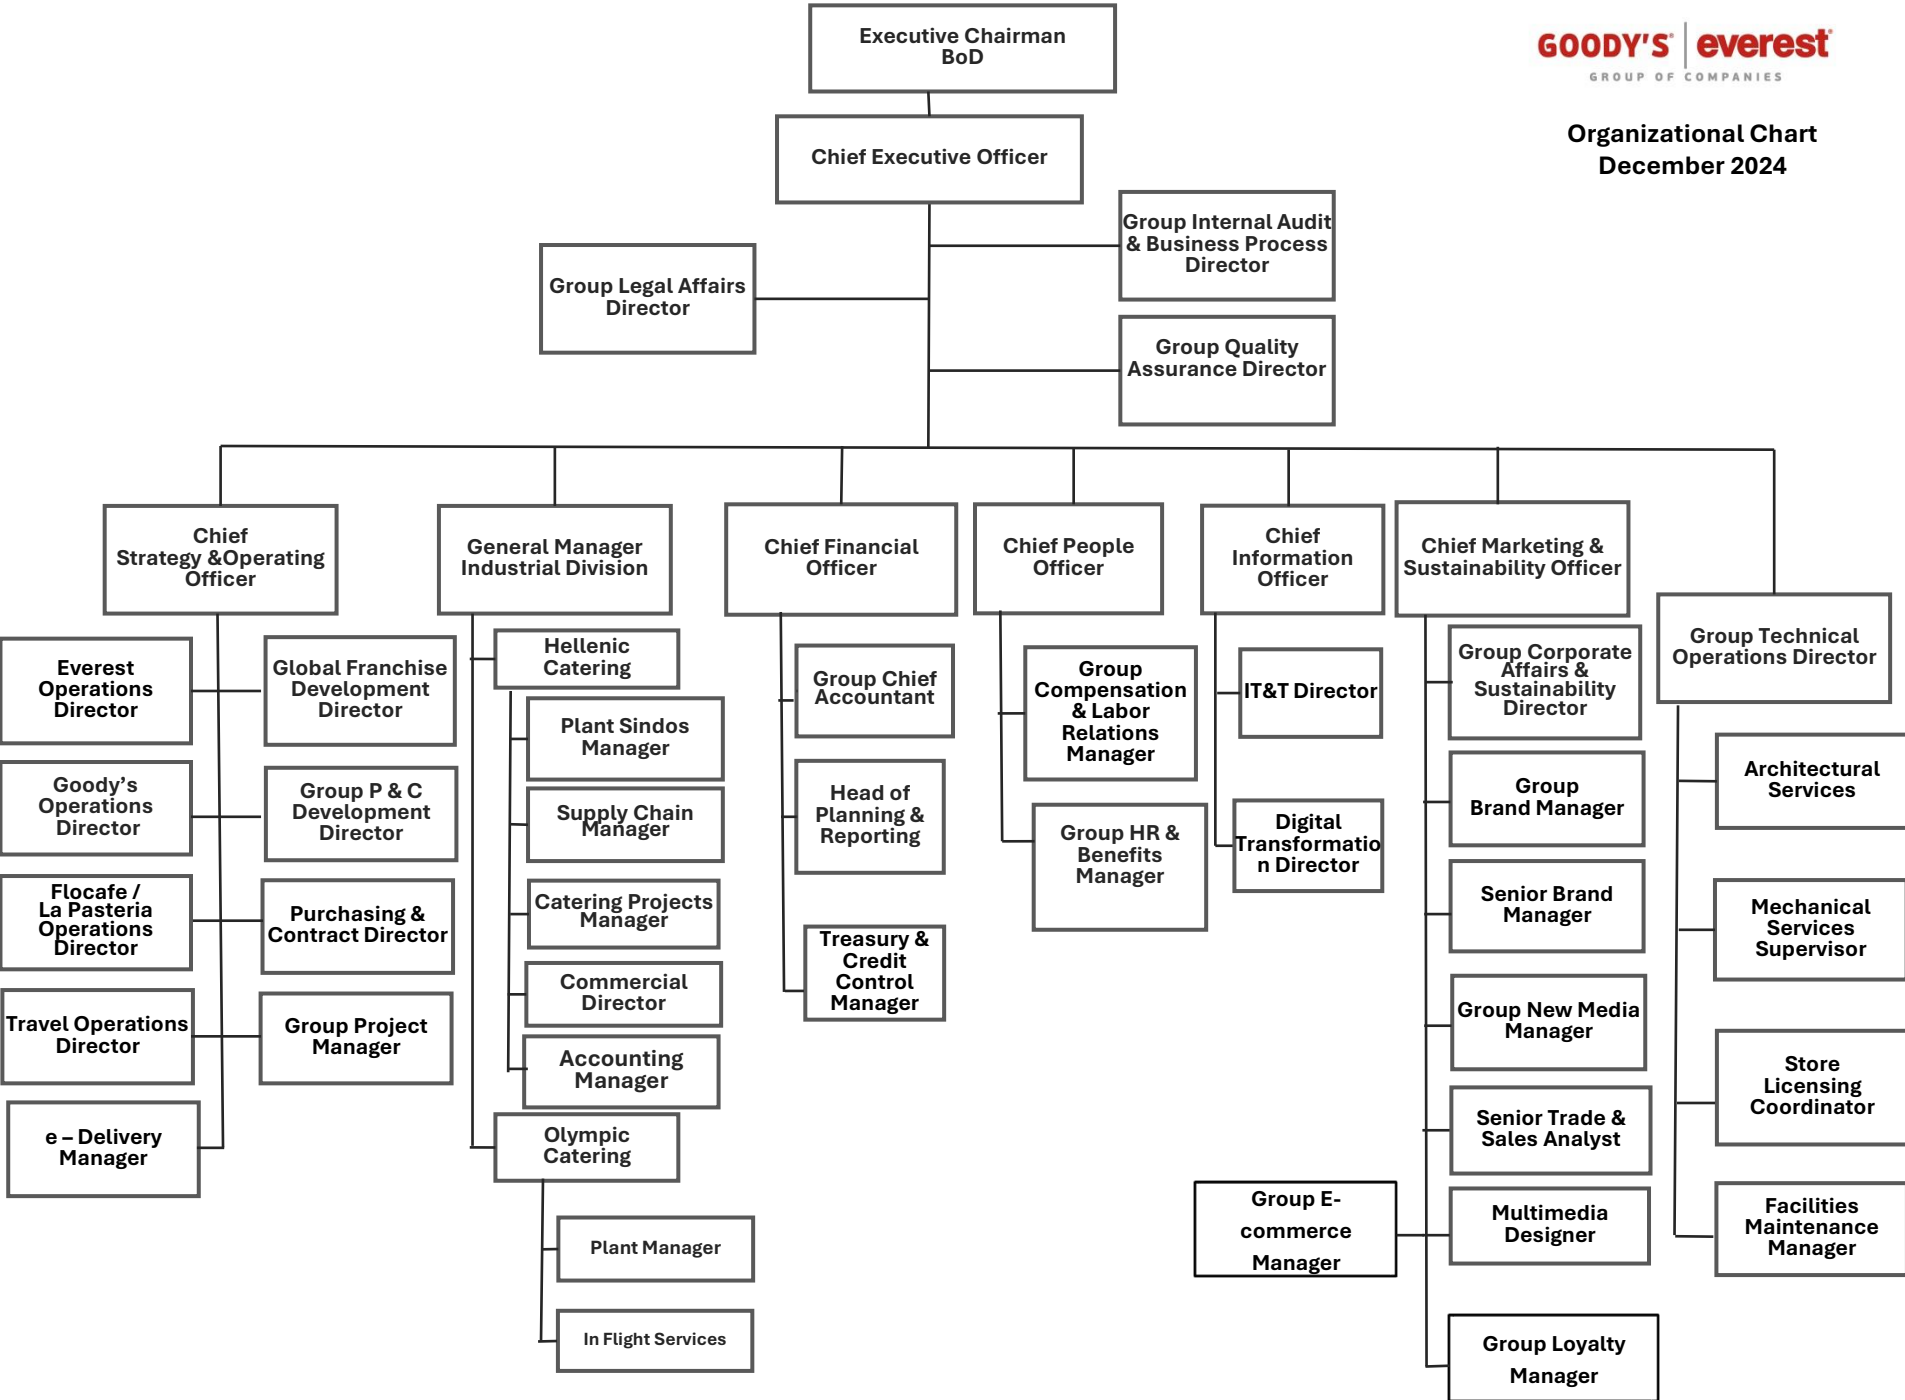 Executive Chairman
BoD
GOODY'S | everest
GROUP OF COMPANIES
Organizational Chart
December 2024
Chief Executive Officer
Group Internal Audit
& Business Process
Director
Group Legal Affairs
Director
Group Quality
Assurance Director
Chief
Strategy &Operating
Officer
General Manager
Industrial Division
Chief Financial
Officer
Chief People
Officer
Chief
Information
Officer
Chief Marketing &
Sustainability Officer
Group Technical
Operations Director
Everest
Operations
Director
Global Franchise
Development
Director
Goody’s
Operations
Director
Group P & C
Development
Director
Flocafe /
La Pasteria
Operations
Director
Purchasing &
Contract Director
Travel Operations
Director
Group Project
Manager
e – Delivery
Manager
Hellenic
Catering
Plant Sindos
Manager
Supply Chain
Manager
Catering Projects
Manager
Commercial
Director
Accounting
Manager
Olympic
Catering
Plant Manager
In Flight Services
Group Chief
Accountant
Head of
Planning &
Reporting
Treasury &
Credit
Control
Manager
Group
Compensation
& Labor
Relations
Manager
Group HR &
Benefits
Manager
IT&T Director
Digital
Transformatio
n Director
Group Corporate
Affairs &
Sustainability
Director
Group
Brand Manager
Senior Brand
Manager
Group New Media
Manager
Senior Trade &
Sales Analyst
Group E-
commerce
Manager
Multimedia
Designer
Group Loyalty
Manager
Architectural
Services
Mechanical
Services
Supervisor
Store
Licensing
Coordinator
Facilities
Maintenance
Manager